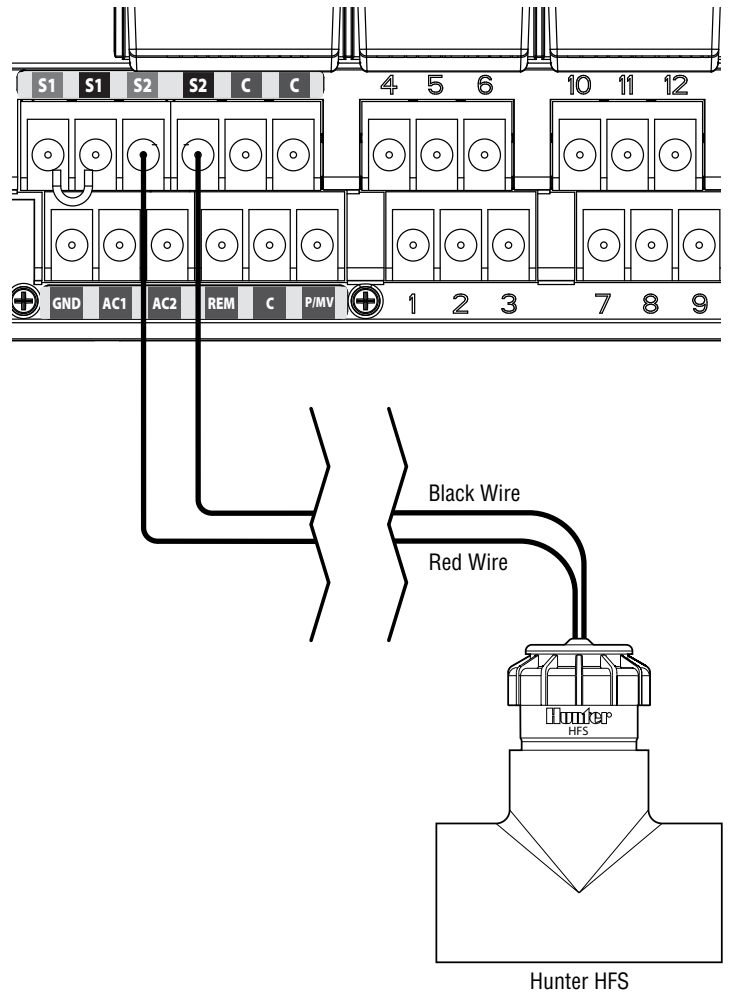 S1 S1 S2 S2 C C 4 5 6 10 11 12
GND AC1 AC2 REM C P/MV 1 2 3 7 8 9
Black Wire
Red Wire
Hunter
HFS
Hunter HFS